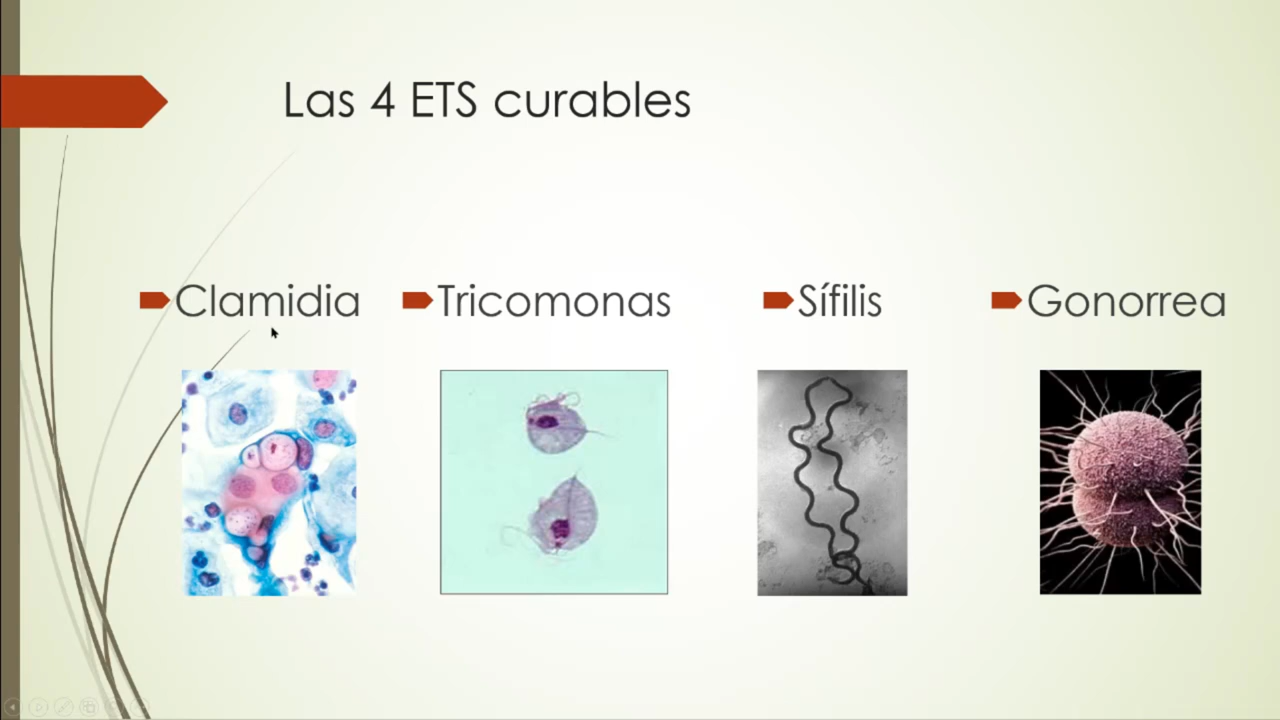 Las 4 ETS curables
Clamidia
Tricomonas
Sífilis
Gonorrea